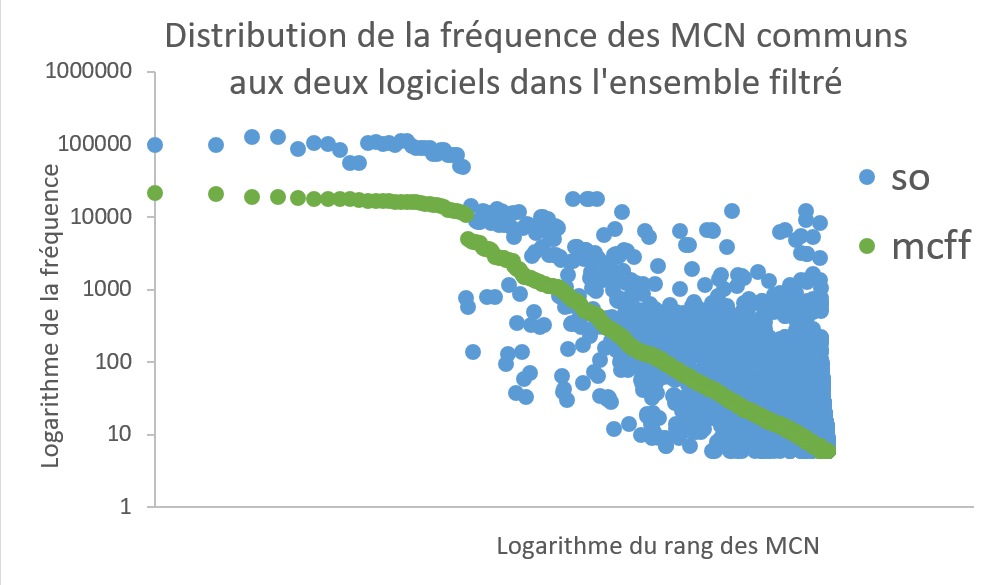 Distribution de la fréquence des MCN communs
aux deux logiciels dans l'ensemble filtré
1000000
100000
10000
1000
100
10
1
Logarithme de la fréquence
so
mcff
Logarithme du rang des MCN